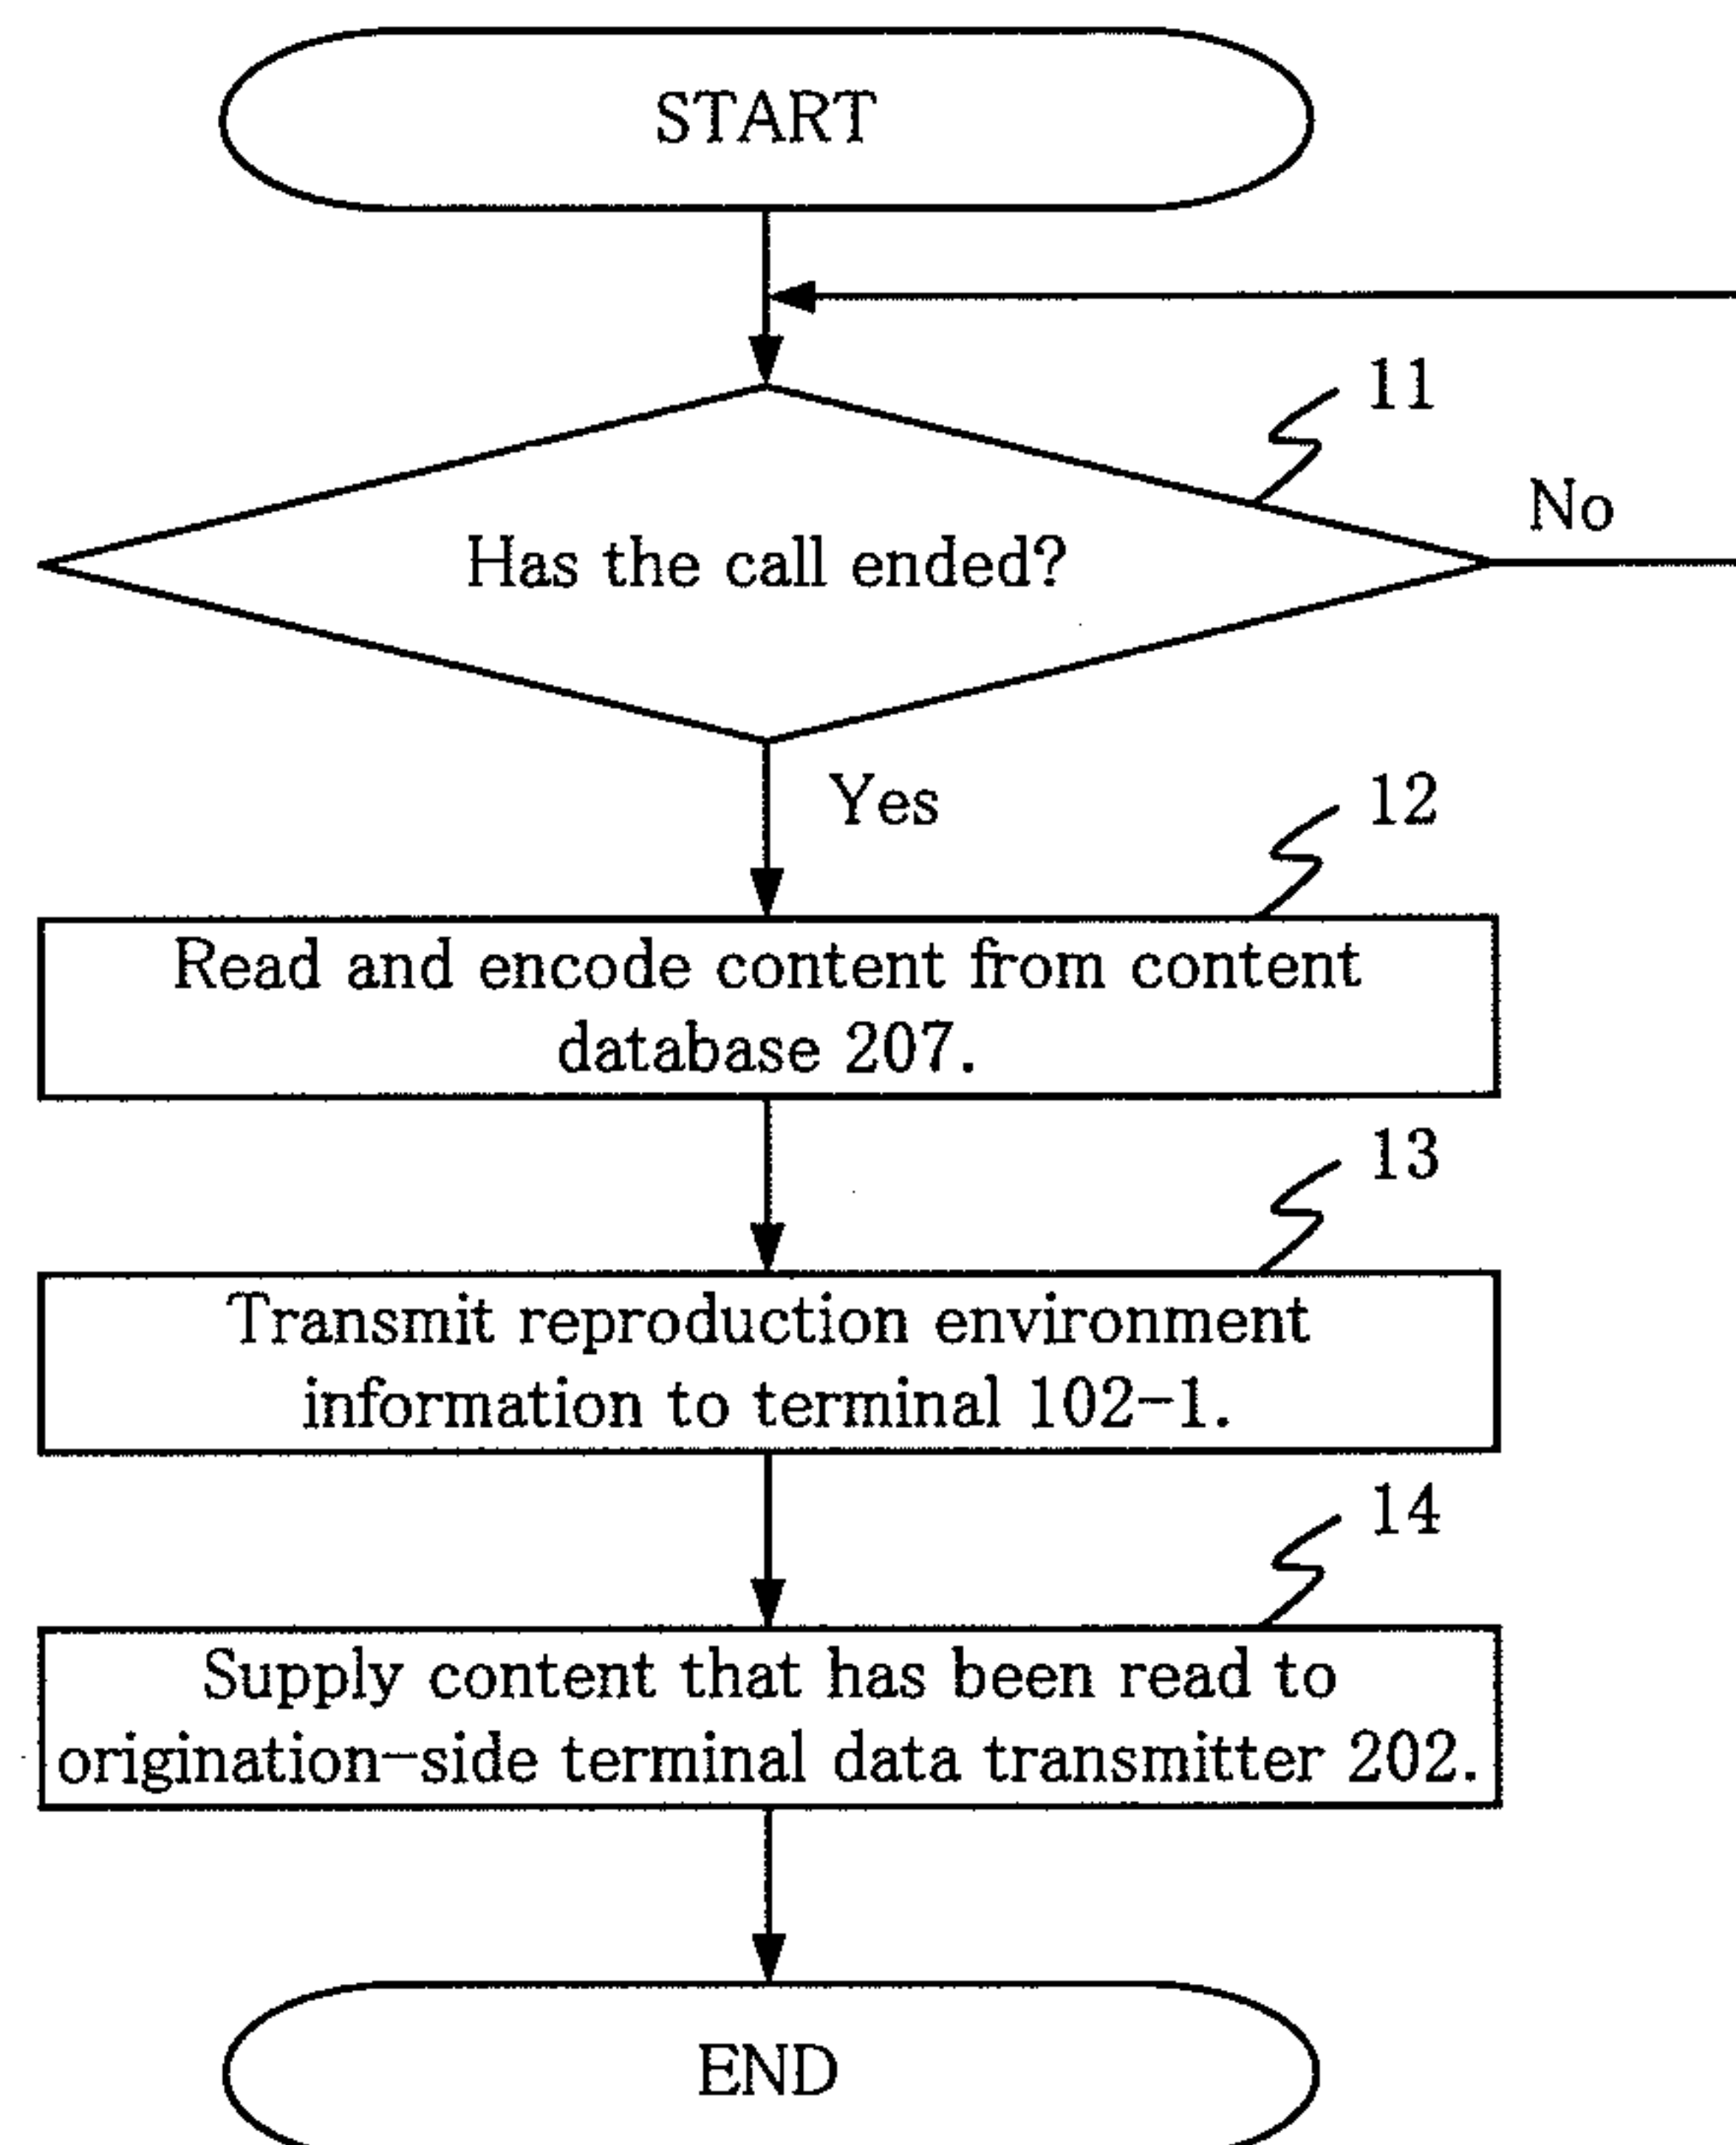 START
11
No
Has the call ended?
Yes
12
Read and encode content from content
database 207.
13
Transmit reproduction environment
information to terminal 102-1.
14
Supply content that has been read to
origination-side terminal data transmitter 202.
END